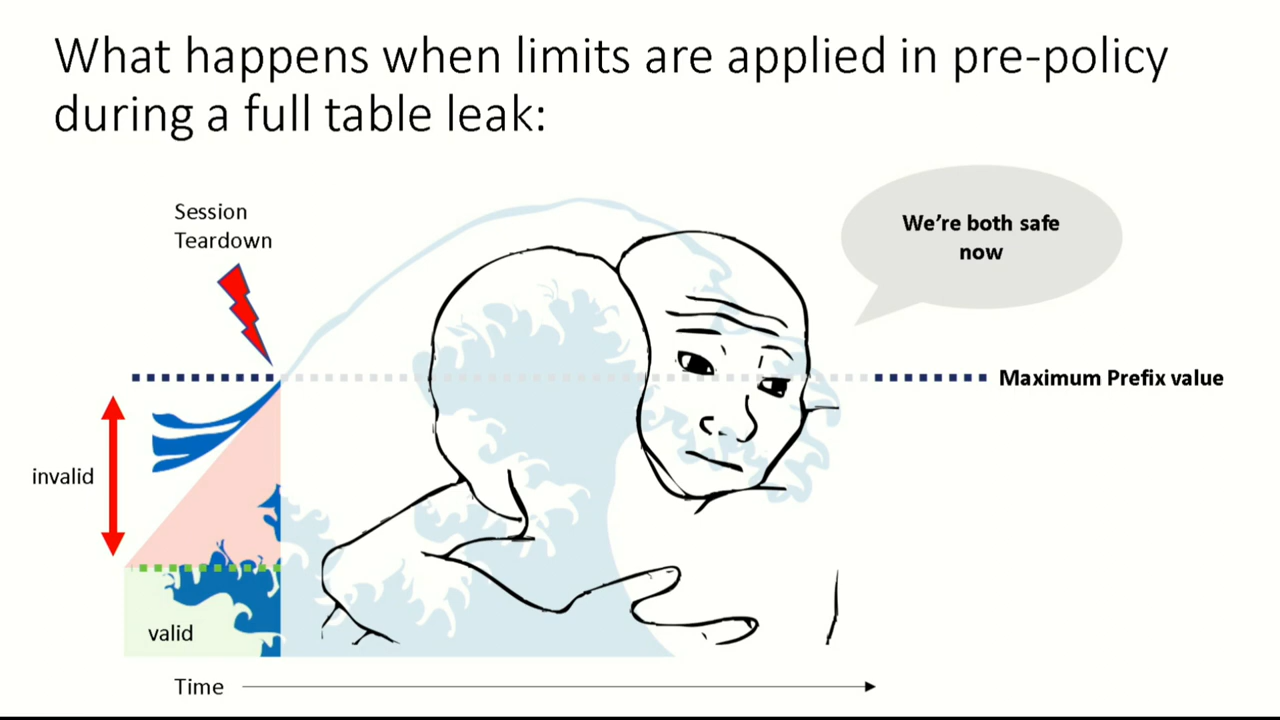 What happens when limits are applied in pre-policy
during a full table leak:
Session
Teardown
We’re both safe
now
Maximum Prefix value
invalid
valid
Time